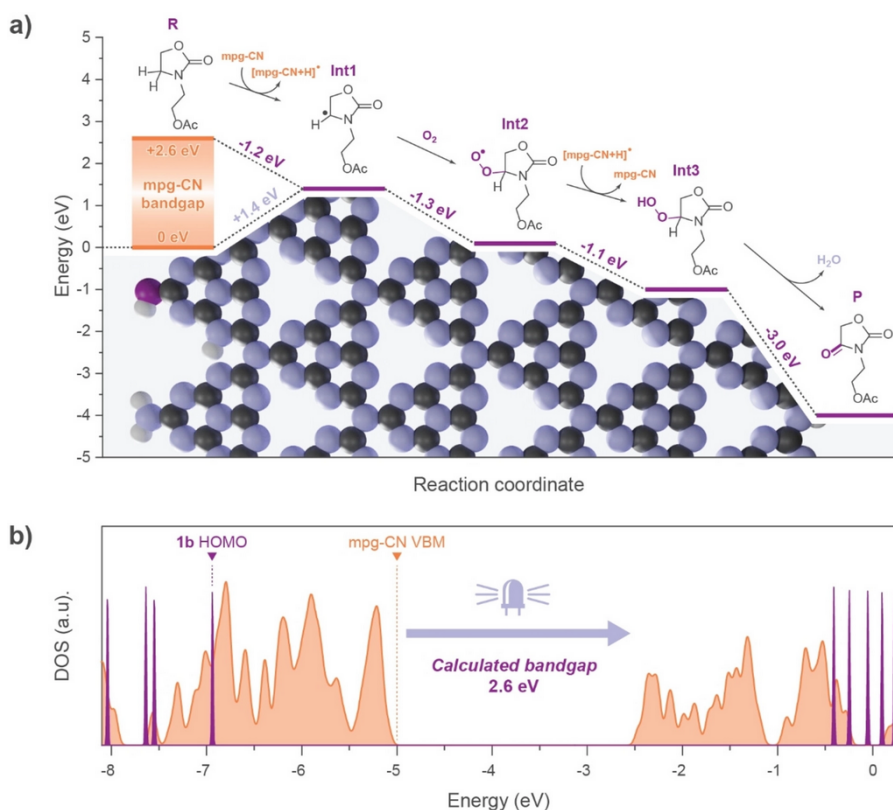 a)
R
mpg-CN
[mpg-CN+H]•
Int1
O₂
Int2
[mpg-CN+H]•
mpg-CN
Int3
H₂O
P
O
O
N
H
H
OAc
O
O
N
H
•
OAc
O•
O
O
O
N
H
OAc
HO
O
O
O
N
H
OAc
O
O
O
N
OAc
+2.6 eV
mpg-CN
bandgap
0 eV
-1.2 eV
+1.4 eV
-1.3 eV
-1.1 eV
-3.0 eV
Energy (eV)
5
4
3
2
1
0
-1
-2
-3
-4
-5
Reaction coordinate
b)
1b HOMO
mpg-CN VBM
Calculated bandgap
2.6 eV
DOS (a.u.)
-8 -7 -6 -5 -4 -3 -2 -1 0
Energy (eV)